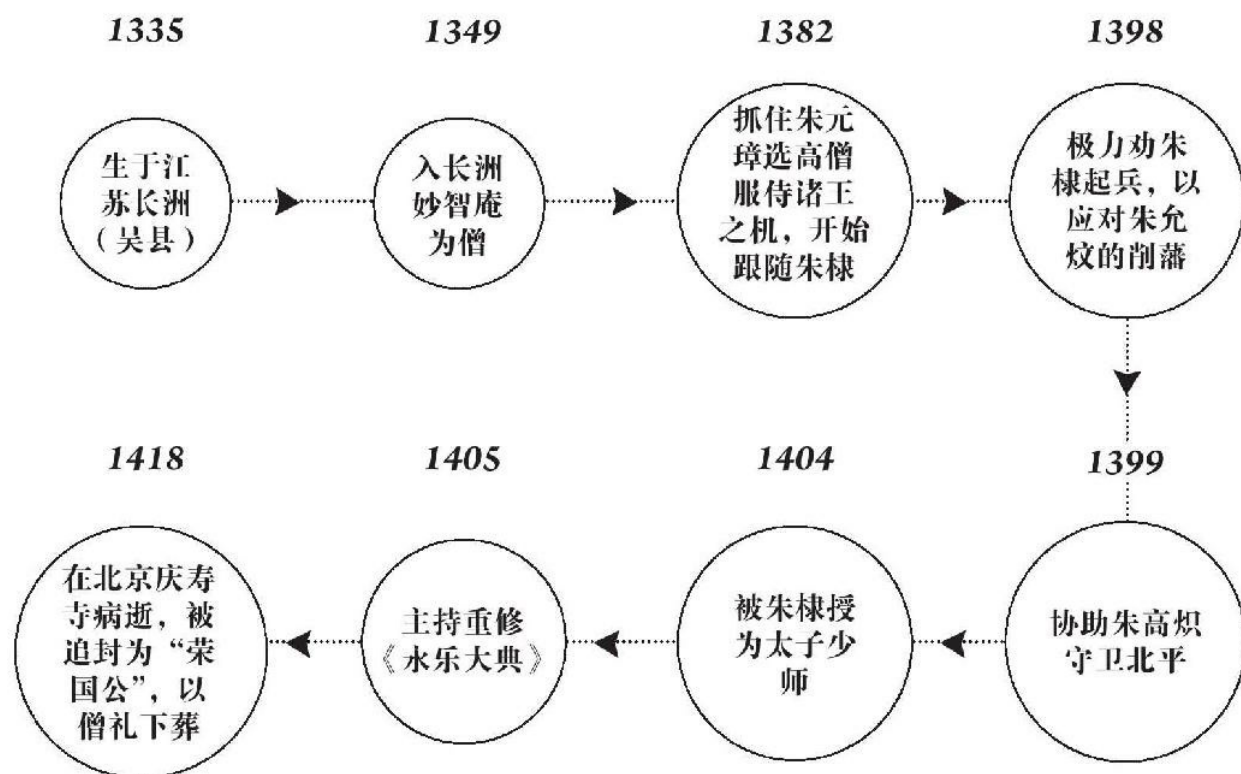 1335
生于江
苏长洲
（吴县）
1349
入长洲
妙智庵
为僧
1382
抓住朱元
璋选高僧
服侍诸王
之机，开始
跟随朱棣
1398
极力劝朱
棣起兵，以
应对朱允
炆的削藩
1399
协助朱高炽
守卫北平
1404
被朱棣授
为太子少
师
1405
主持重修
《永乐大典》
1418
在北京庆寿
寺病逝，被
追封为“荣
国公”，以
僧礼下葬